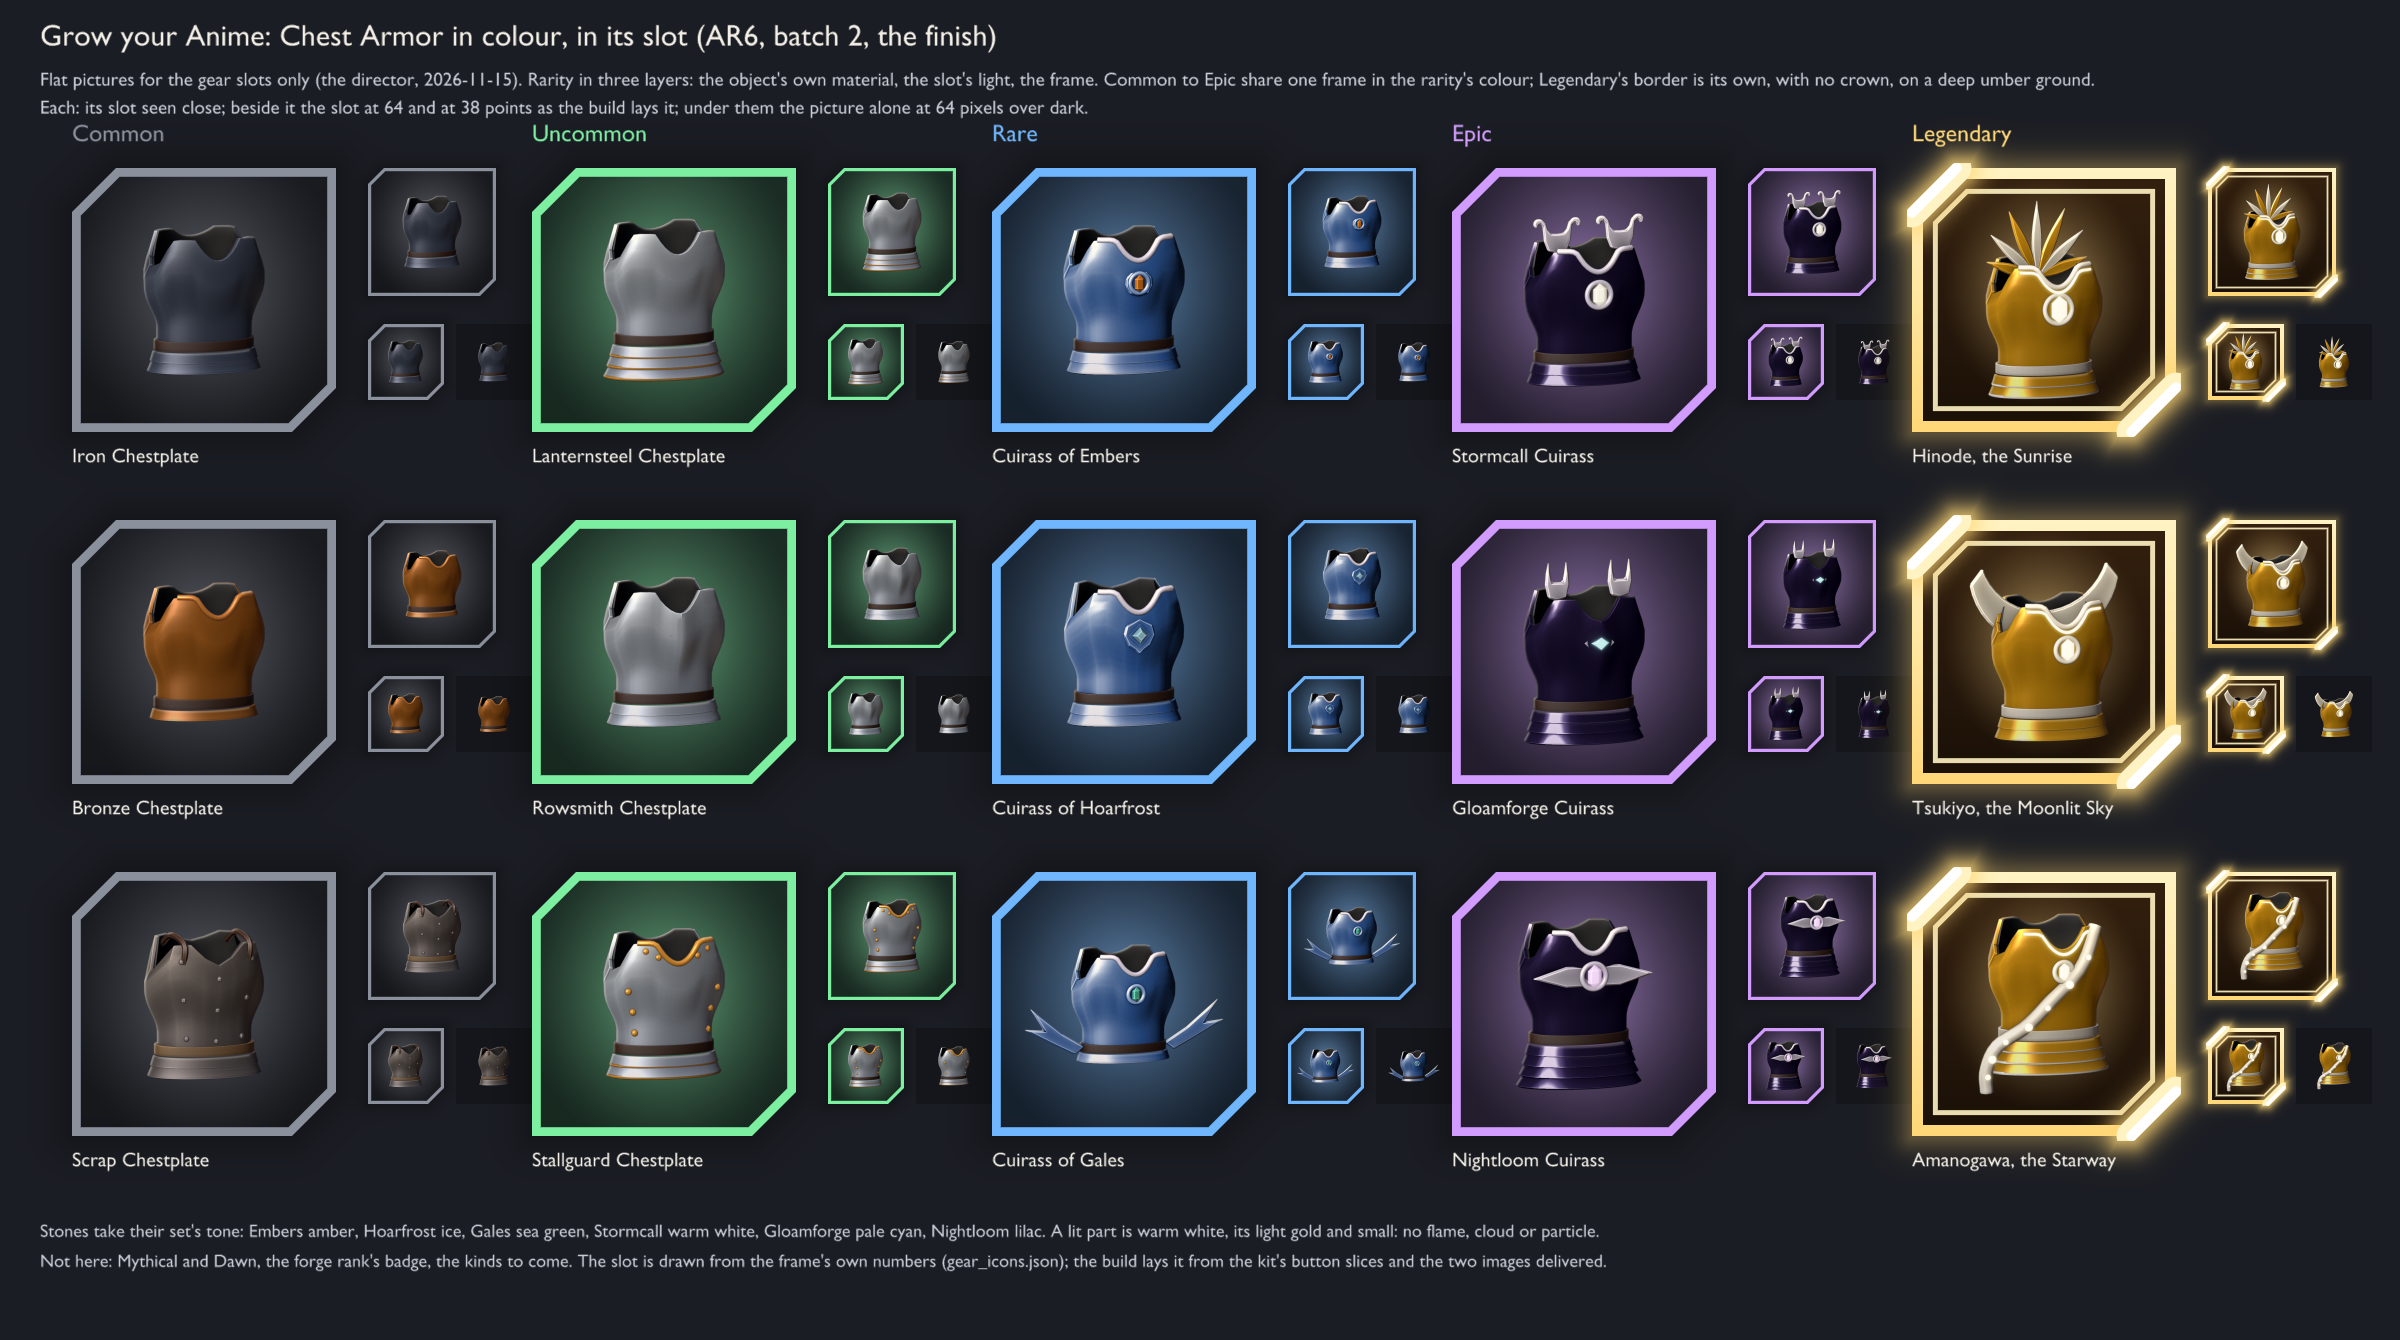 Grow your Anime: Chest Armor in colour, in its slot (AR6, batch 2, the finish)
Flat pictures for the gear slots only (the director, 2026-11-15). Rarity in three layers: the object's own material, the slot's light, the frame. Common to Epic share one frame in the rarity's colour; Legendary's border is its own, with no crown, on a deep umber ground.
Each: its slot seen close; beside it the slot at 64 and at 38 points as the build lays it; under them the picture alone at 64 pixels over dark.
Common
Uncommon
Rare
Epic
Legendary
Iron Chestplate
Lanternsteel Chestplate
Cuirass of Embers
Stormcall Cuirass
Hinode, the Sunrise
Bronze Chestplate
Rowsmith Chestplate
Cuirass of Hoarfrost
Gloamforge Cuirass
Tsukiyo, the Moonlit Sky
Scrap Chestplate
Stallguard Chestplate
Cuirass of Gales
Nightloom Cuirass
Amanogawa, the Starway
Stones take their set's tone: Embers amber, Hoarfrost ice, Gales sea green, Stormcall warm white, Gloamforge pale cyan, Nightloom lilac. A lit part is warm white, its light gold and small: no flame, cloud or particle.
Not here: Mythical and Dawn, the forge rank's badge, the kinds to come. The slot is drawn from the frame's own numbers (gear_icons.json); the build lays it from the kit's button slices and the two images delivered.